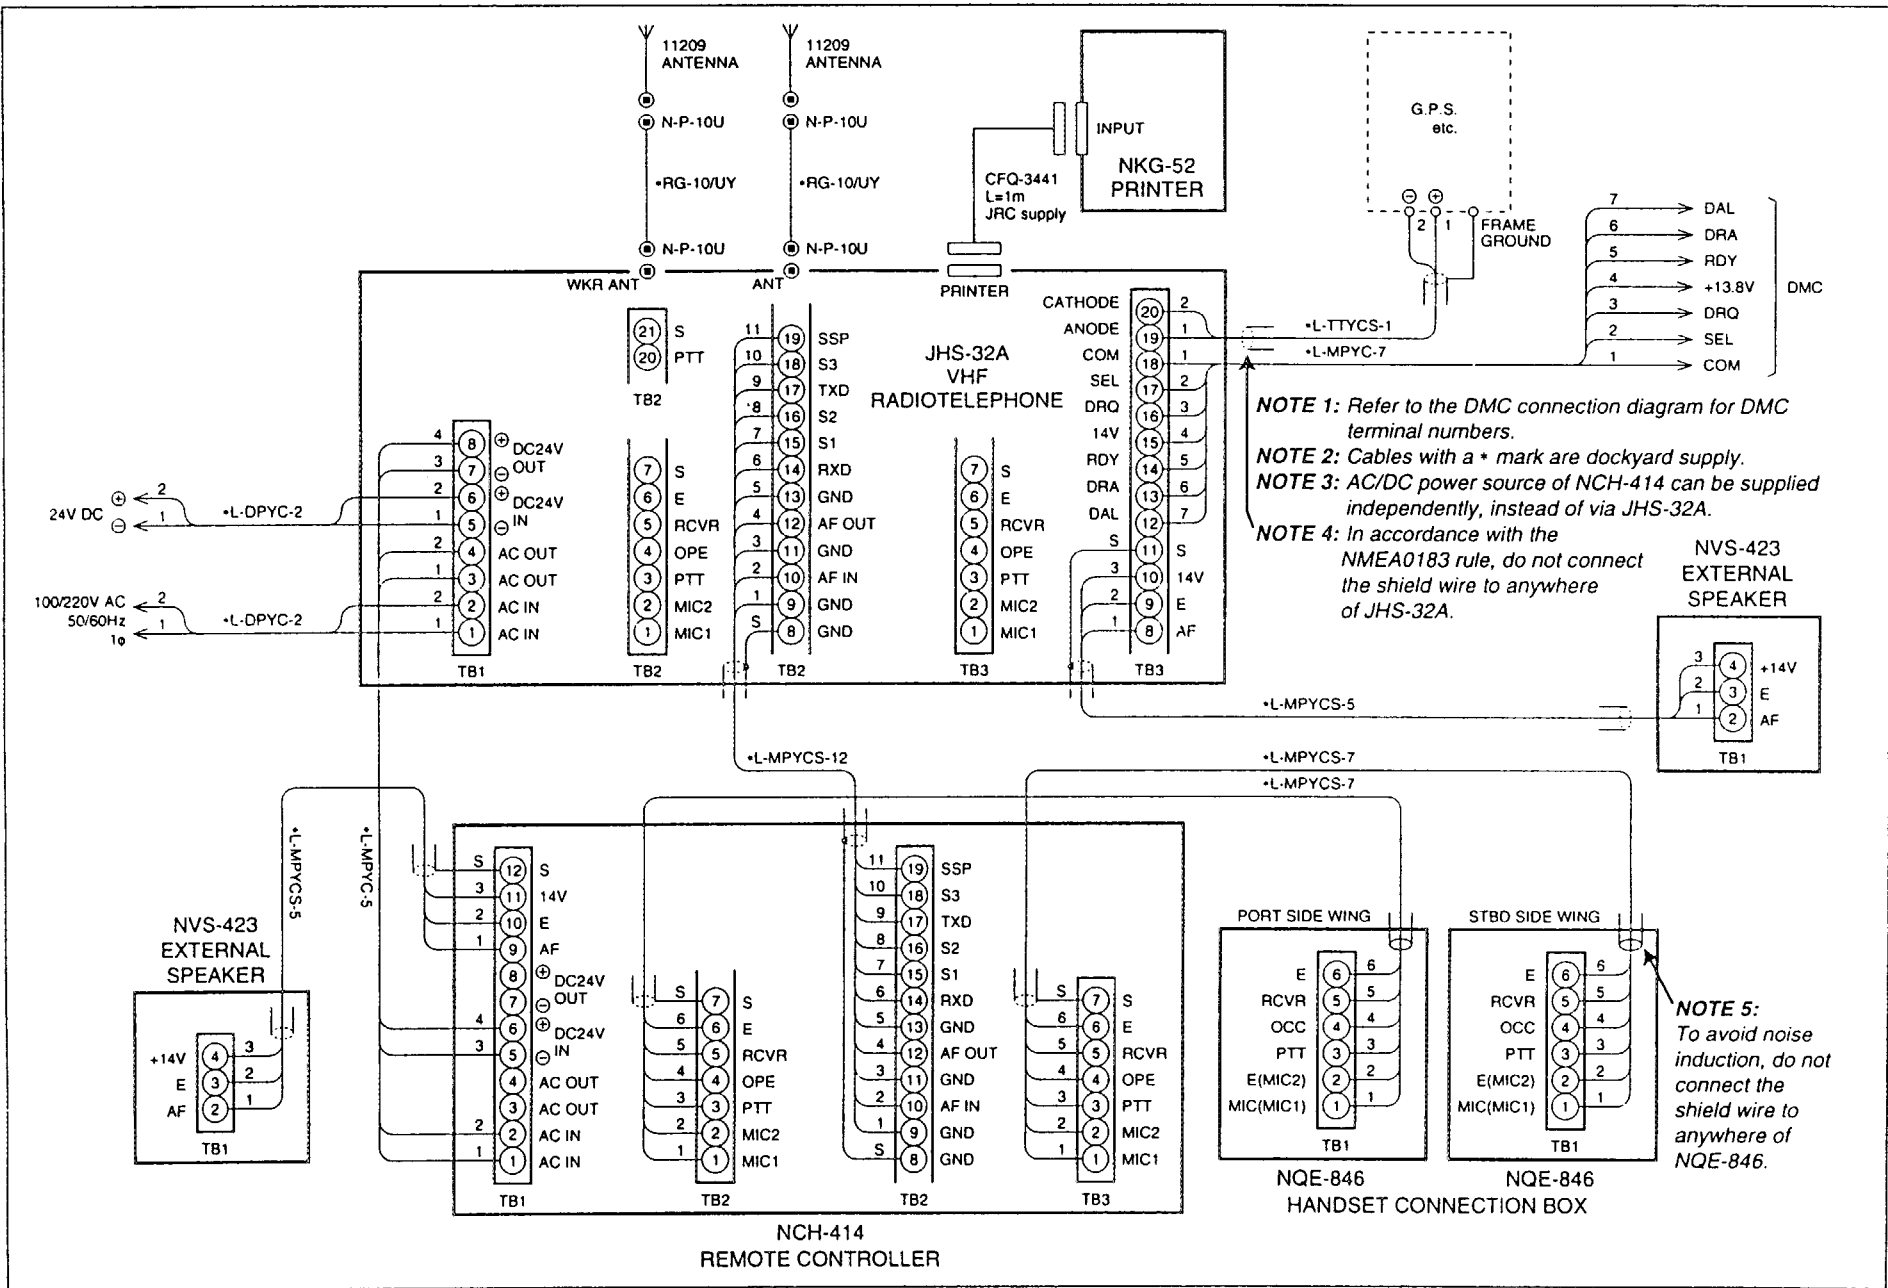 11209
ANTENNA
11209
ANTENNA
N-P-10U
N-P-10U
•RG-10/UY
•RG-10/UY
N-P-10U
N-P-10U
WKR ANT
ANT
CFQ-3441
L=1m
JRC supply
INPUT
NKG-52
PRINTER
PRINTER
G.P.S.
etc.
⊖ ⊕
2 1
FRAME
GROUND
7 DAL
6 DRA
5 RDY
4 +13.8V
3 DRQ
2 SEL
1 COM
DMC
•L-TTYCS-1
•L-MPYC-7
JHS-32A
VHF
RADIOTELEPHONE
24V DC ⊕ 2
⊖ 1
•L-DPYC-2
100/220V AC 2
50/60Hz
1φ 1
•L-DPYC-2
4 8 ⊕ DC24V
3 7 ⊖ OUT
2 6 ⊕ DC24V
1 5 ⊖ IN
2 4 AC OUT
1 3 AC OUT
2 2 AC IN
1 1 AC IN
TB1
21 S
20 PTT
TB2
7 S
6 E
5 RCVR
4 OPE
3 PTT
2 MIC2
1 MIC1
TB2
11 19 SSP
10 18 S3
9 17 TXD
8 16 S2
7 15 S1
6 14 RXD
5 13 GND
4 12 AF OUT
3 11 GND
2 10 AF IN
1 9 GND
S 8 GND
TB2
7 S
6 E
5 RCVR
4 OPE
3 PTT
2 MIC2
1 MIC1
TB3
CATHODE 20 2
ANODE 19 1
COM 18 1
SEL 17 2
DRQ 16 3
14V 15 4
RDY 14 5
DRA 13 6
DAL 12 7
S 11 S
3 10 14V
2 9 E
1 8 AF
TB3
NOTE 1: Refer to the DMC connection diagram for DMC
terminal numbers.
NOTE 2: Cables with a * mark are dockyard supply.
NOTE 3: AC/DC power source of NCH-414 can be supplied
independently, instead of via JHS-32A.
NOTE 4: In accordance with the
NMEA0183 rule, do not connect
the shield wire to anywhere
of JHS-32A.
NVS-423
EXTERNAL
SPEAKER
3 4 +14V
2 3 E
1 2 AF
TB1
•L-MPYCS-5
•L-MPYCS-12
•L-MPYCS-7
•L-MPYCS-7
•L-MPYCS-5
•L-MPYC-5
NVS-423
EXTERNAL
SPEAKER
+14V 4 3
E 3 2
AF 2 1
TB1
S 12 S
3 11 14V
2 10 E
1 9 AF
8 ⊕ DC24V
7 ⊖ OUT
4 6 ⊕ DC24V
3 5 ⊖ IN
4 AC OUT
3 AC OUT
2 2 AC IN
1 1 AC IN
TB1
S 7 S
6 6 E
5 5 RCVR
4 4 OPE
3 3 PTT
2 2 MIC2
1 1 MIC1
TB2
11 19 SSP
10 18 S3
9 17 TXD
8 16 S2
7 15 S1
6 14 RXD
5 13 GND
4 12 AF OUT
3 11 GND
2 10 AF IN
1 9 GND
S 8 GND
TB2
S 7 S
6 6 E
5 5 RCVR
4 4 OPE
3 3 PTT
2 2 MIC2
1 1 MIC1
TB3
NCH-414
REMOTE CONTROLLER
PORT SIDE WING
E 6 6
RCVR 5 5
OCC 4 4
PTT 3 3
E(MIC2) 2 2
MIC(MIC1) 1 1
TB1
NQE-846
STBD SIDE WING
E 6 6
RCVR 5 5
OCC 4 4
PTT 3 3
E(MIC2) 2 2
MIC(MIC1) 1 1
TB1
NQE-846
HANDSET CONNECTION BOX
NOTE 5:
To avoid noise
induction, do not
connect the
shield wire to
anywhere of
NQE-846.